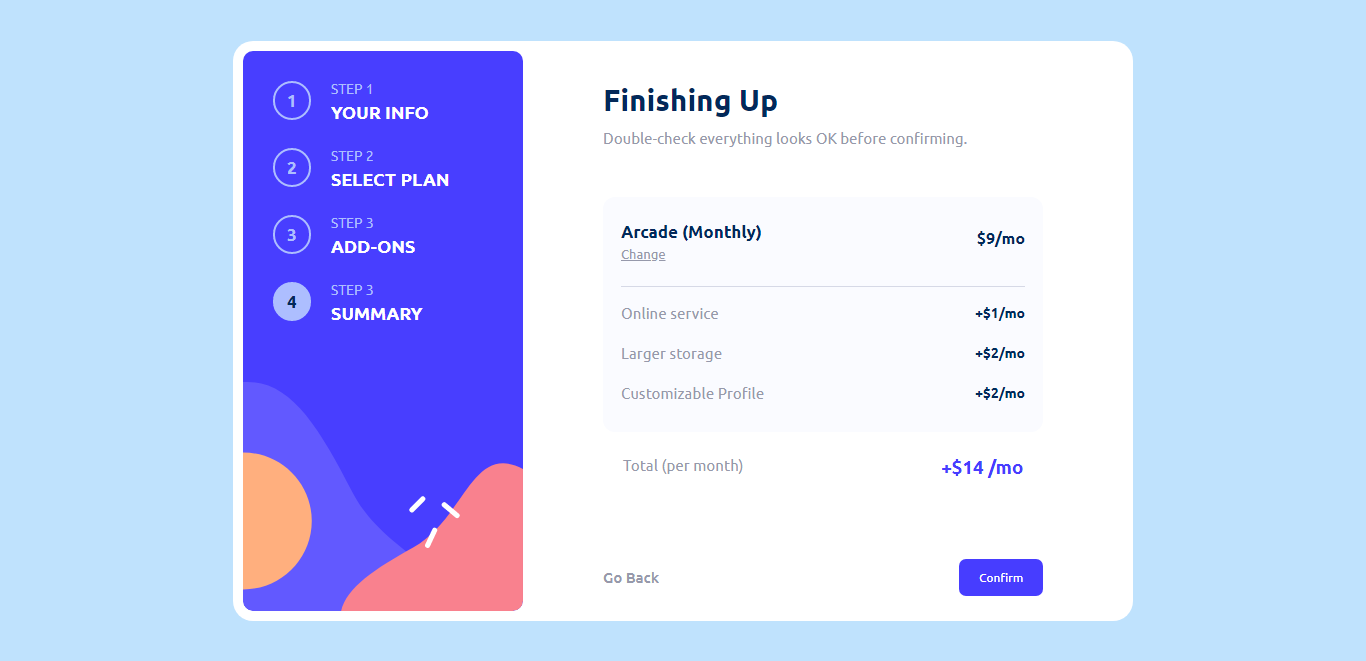 1
STEP 1
YOUR INFO
2
STEP 2
SELECT PLAN
3
STEP 3
ADD-ONS
4
STEP 3
SUMMARY
Finishing Up
Double-check everything looks OK before confirming.
Arcade (Monthly)
Change
$9/mo
Online service +$1/mo
Larger storage +$2/mo
Customizable Profile +$2/mo
Total (per month) +$14 /mo
Go Back
Confirm